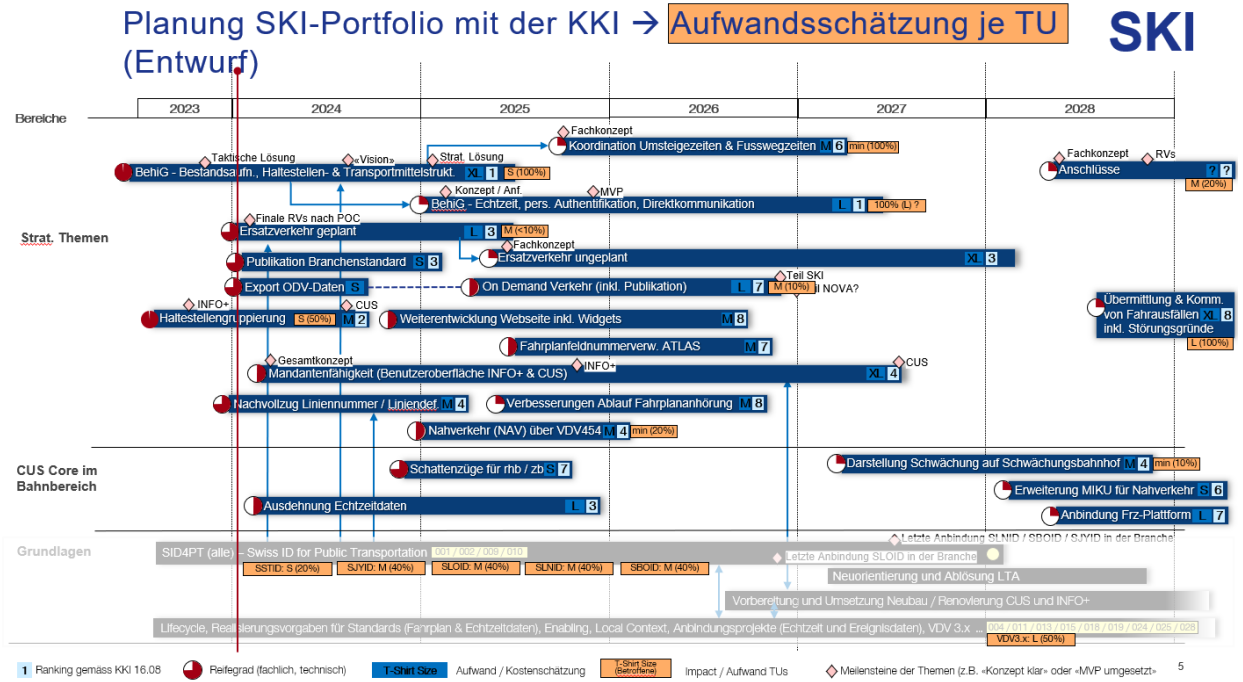 Planung SKI-Portfolio mit der KKI → Aufwandsschätzung je TU
(Entwurf)
SKI
2023 2024 2025 2026 2027 2028
Bereiche
Fachkonzept
Koordination Umsteigezeiten & Fusswegzeiten M 6 min (100%)
Taktische Lösung «Vision» Strat. Lösung
BehiG - Bestandsaufn., Haltestellen- & Transportmittelstrukt. XL 1 S (100%)
Fachkonzept RVs
Anschlüsse ? ?
M (20%)
Konzept / Anf. MVP
BehiG - Echtzeit, pers. Authentifikation, Direktkommunikation L 1 100% (L) ?
Strat. Themen
Finale RVs nach POC
Ersatzverkehr geplant L 3 M (<10%)
Fachkonzept
Ersatzverkehr ungeplant XL 3
Publikation Branchenstandard S 3
Teil SKI
Export ODV-Daten S
On Demand Verkehr (inkl. Publikation) L 7 M (10%)
il NOVA?
INFO+ CUS
Haltestellengruppierung S (50%) M 2
Weiterentwicklung Webseite inkl. Widgets M 8
Übermittlung & Komm.
von Fahrausfällen XL 8
inkl. Störungsgründe
L (100%)
Fahrplanfeldnummerverw. ATLAS M 7
Gesamtkonzept INFO+ CUS
Mandantenfähigkeit (Benutzeroberfläche INFO+ & CUS) XL 4
Nachvollzug Liniennummer / Liniendef. M 4
Verbesserungen Ablauf Fahrplananhörung M 8
Nahverkehr (NAV) über VDV454 M 4 min (20%)
CUS Core im
Bahnbereich
Schattenzüge für rhb / zb S 7
Darstellung Schwächung auf Schwächungsbahnhof M 4 min (10%)
Erweiterung MIKU für Nahverkehr S 6
Ausdehnung Echtzeitdaten L 3
Anbindung Frz-Plattform L 7
Grundlagen
Letzte Anbindung SLNID / SBOID / SJYID in der Branche
SID4PT (alle) – Swiss ID for Public Transportation 001 / 002 / 009 / 010
Letzte Anbindung SLOID in der Branche
SSTID: S (20%) SJYID: M (40%) SLOID: M (40%) SLNID: M (40%) SBOID: M (40%)
Neuorientierung und Ablösung LTA
Vorbereitung und Umsetzung Neubau / Renovierung CUS und INFO+
Lifecycle, Realisierungsvorgaben für Standards (Fahrplan & Echtzeitdaten), Enabling, Local Context, Anbindungsprojekte (Echtzeit und Ereignisdaten), VDV 3.x ... 004 / 011 / 013 / 015 / 018 / 019 / 024 / 025 / 028
VDV3.x: L (50%)
1 Ranking gemäss KKI 16.08
Reifegrad (fachlich, technisch)
T-Shirt Size Aufwand / Kostenschätzung
T-Shirt Size
(Betroffene)
Impact / Aufwand TUs
Meilensteine der Themen (z.B. «Konzept klar» oder «MVP umgesetzt»
5